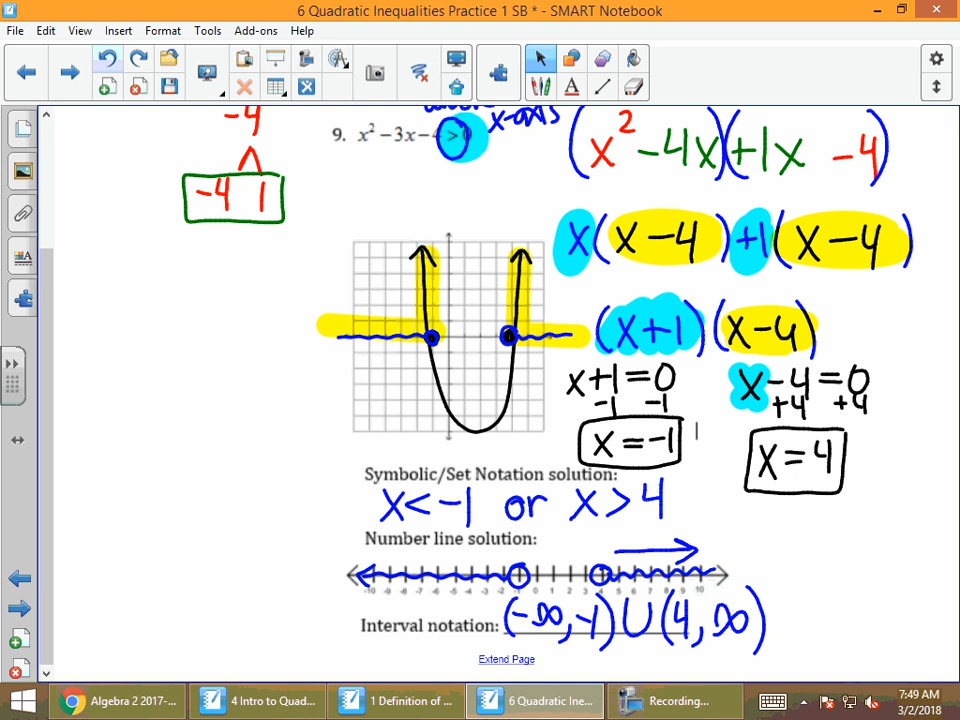 6 Quadratic Inequalities Practice 1 SB * - SMART Notebook
File Edit View Insert Format Tools Add-ons Help
-4
-4 1
x-axis
9. x² − 3x − 4 > 0
(x² -4x)(+1x -4)
x(x-4)+1(x-4)
(x+1)(x-4)
x+1=0 x-4=0
-1 -1 +4 +4
x=-1 x=4
Symbolic/Set Notation solution:
x<-1 or x>4
Number line solution:
-10 -9 -8 -7 -6 -5 -4 -3 -2 -1 0 1 2 3 4 5 6 7 8 9 10
Interval notation: (-∞,-1)∪(4,∞)
Extend Page
Algebra 2 2017-... 4 Intro to Quad... 1 Definition of ... 6 Quadratic Ine... Recording...
7:49 AM
3/2/2018